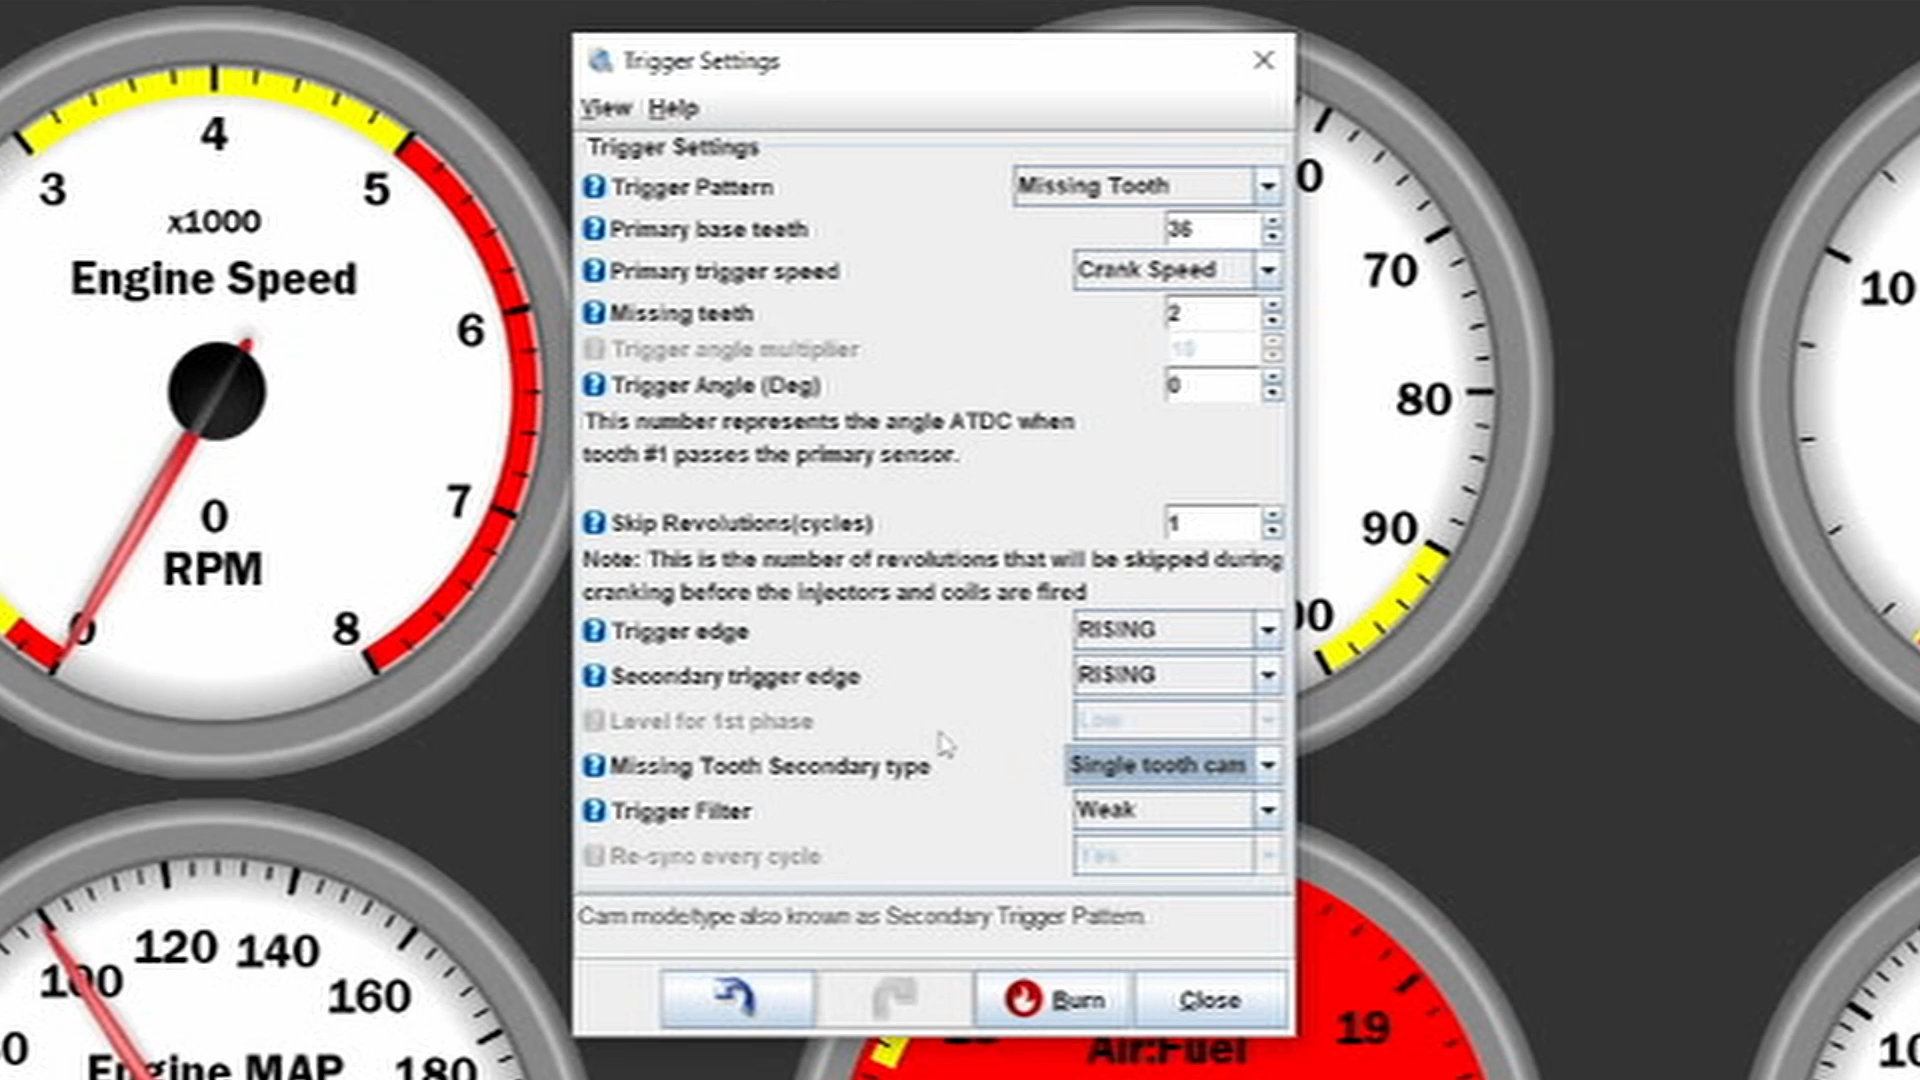 Trigger Settings
View Help
Trigger Settings
Trigger Pattern Missing Tooth
Primary base teeth 36
Primary trigger speed Crank Speed
Missing teeth 2
Trigger angle multiplier
Trigger Angle (Deg) 0
This number represents the angle ATDC when
tooth #1 passes the primary sensor.
Skip Revolutions(cycles) 1
Note: This is the number of revolutions that will be skipped during
cranking before the injectors and coils are fired
Trigger edge RISING
Secondary trigger edge RISING
Level for 1st phase Low
Missing Tooth Secondary type Single tooth cam
Trigger Filter Weak
Re-sync every cycle Yes
Cam mode/type also known as Secondary Trigger Pattern.
Burn Close
3 4 5 6 7 8
x1000
Engine Speed
0
RPM
0
70
80
90
10
100 120 140 160 180
Engine MAP
19
Air:Fuel